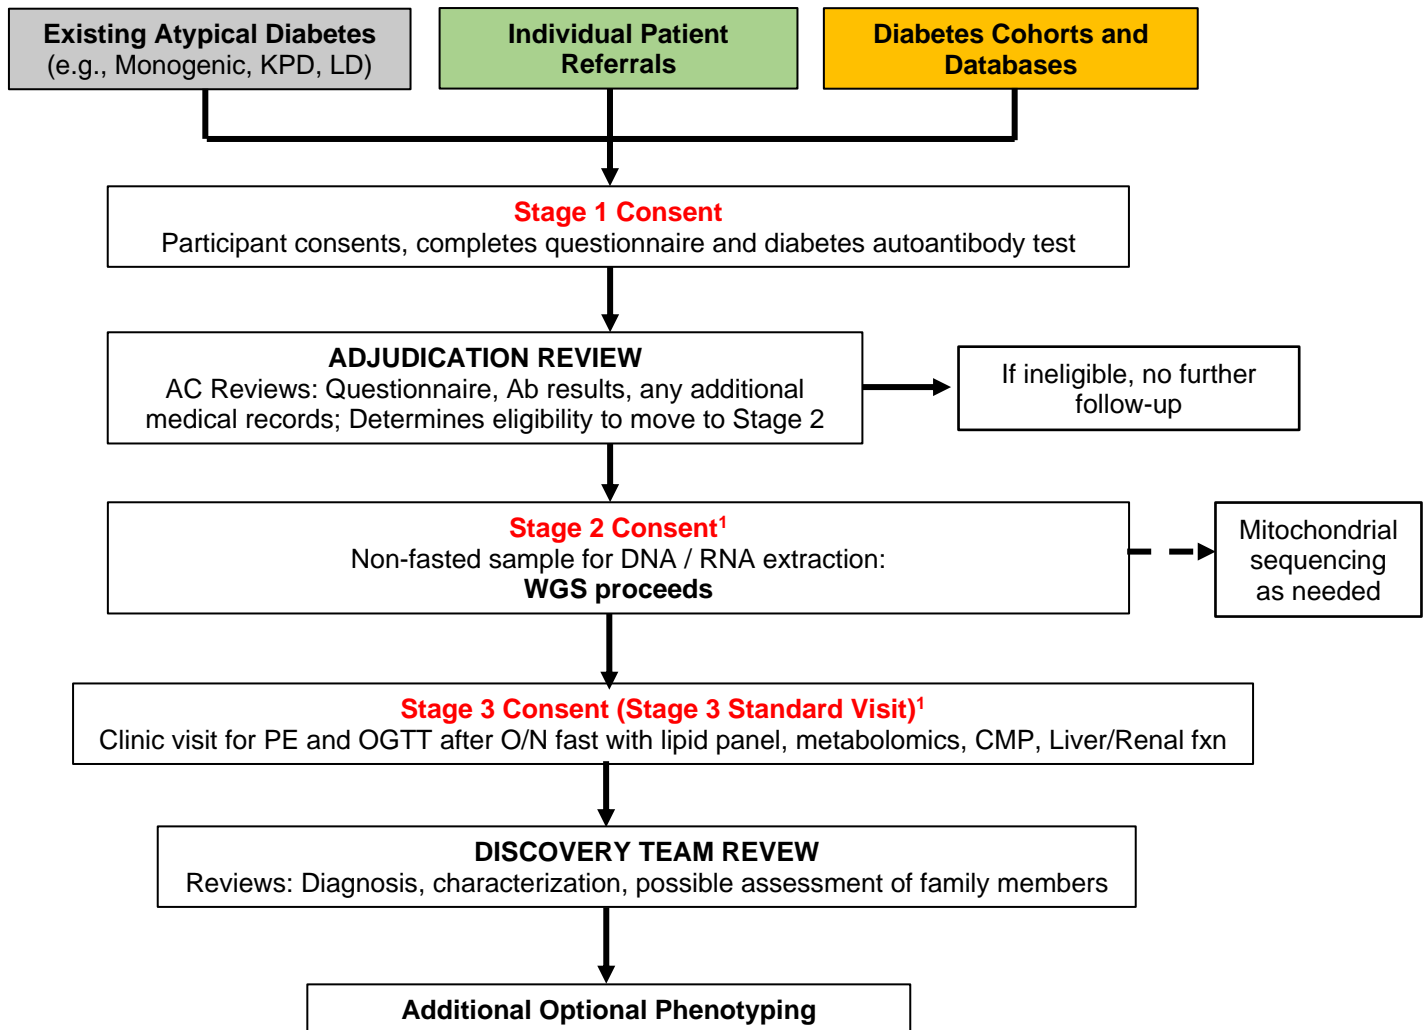 Existing Atypical Diabetes
(e.g., Monogenic, KPD, LD)
Individual Patient
Referrals
Diabetes Cohorts and
Databases
Stage 1 Consent
Participant consents, completes questionnaire and diabetes autoantibody test
ADJUDICATION REVIEW
AC Reviews: Questionnaire, Ab results, any additional
medical records; Determines eligibility to move to Stage 2
If ineligible, no further
follow-up
Stage 2 Consent¹
Non-fasted sample for DNA / RNA extraction:
WGS proceeds
Mitochondrial
sequencing
as needed
Stage 3 Consent (Stage 3 Standard Visit)¹
Clinic visit for PE and OGTT after O/N fast with lipid panel, metabolomics, CMP, Liver/Renal fxn
DISCOVERY TEAM REVEW
Reviews: Diagnosis, characterization, possible assessment of family members
Additional Optional Phenotyping